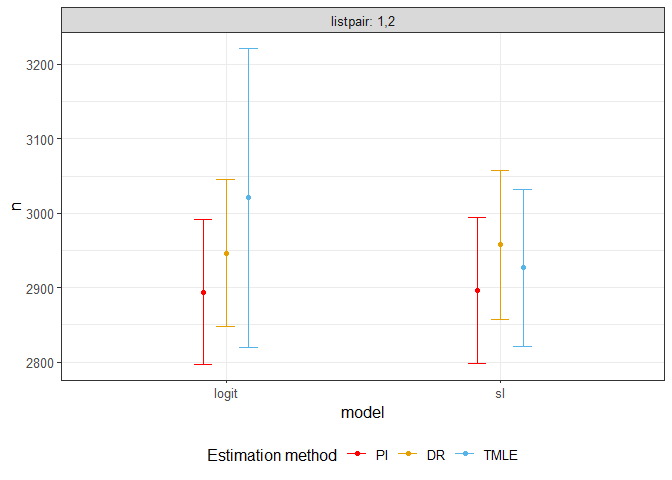 listpair: 1,2
3200
3100
3000
2900
2800
n
logit sl
model
Estimation method PI DR TMLE